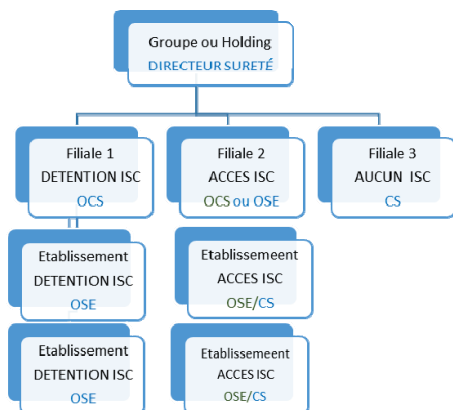 Groupe ou Holding
DIRECTEUR SURETÉ
Filiale 1
DETENTION ISC
OCS
Filiale 2
ACCES ISC
OCS ou OSE
Filiale 3
AUCUN ISC
CS
Etablissement
DETENTION ISC
OSE
Etablissemeent
ACCES ISC
OSE/CS
Etablissement
DETENTION ISC
OSE
Etablissemeent
ACCES ISC
OSE/CS